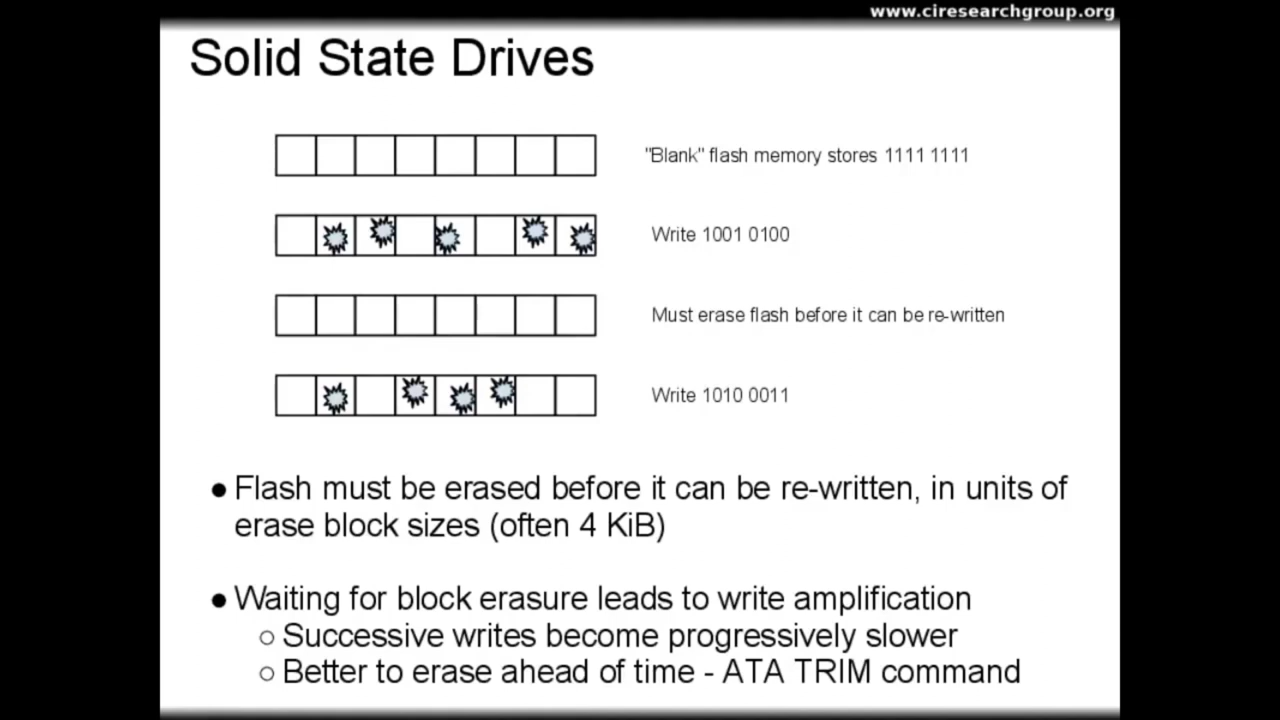 www.ciresearchgroup.org
Solid State Drives
"Blank" flash memory stores 1111 1111
Write 1001 0100
Must erase flash before it can be re-written
Write 1010 0011
● Flash must be erased before it can be re-written, in units of
erase block sizes (often 4 KiB)
● Waiting for block erasure leads to write amplification
○ Successive writes become progressively slower
○ Better to erase ahead of time - ATA TRIM command